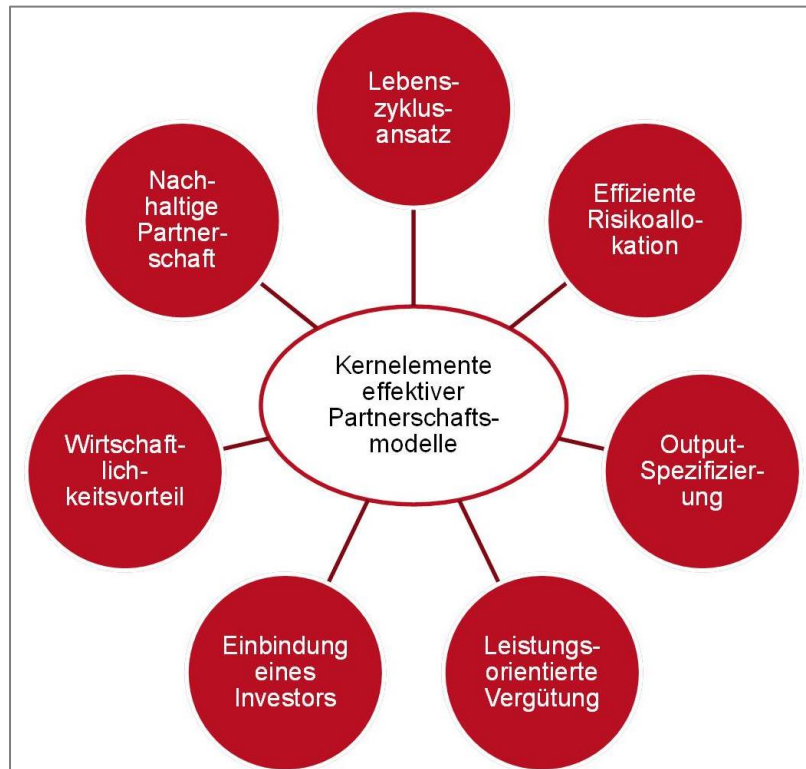 Lebens-
zyklus-
ansatz
Effiziente
Risikoallo-
kation
Output-
Spezifizier-
ung
Leistungs-
orientierte
Vergütung
Einbindung
eines
Investors
Wirtschaft-
lich-
keitsvorteil
Nach-
haltige
Partner-
schaft
Kernelemente
effektiver
Partnerschafts-
modelle